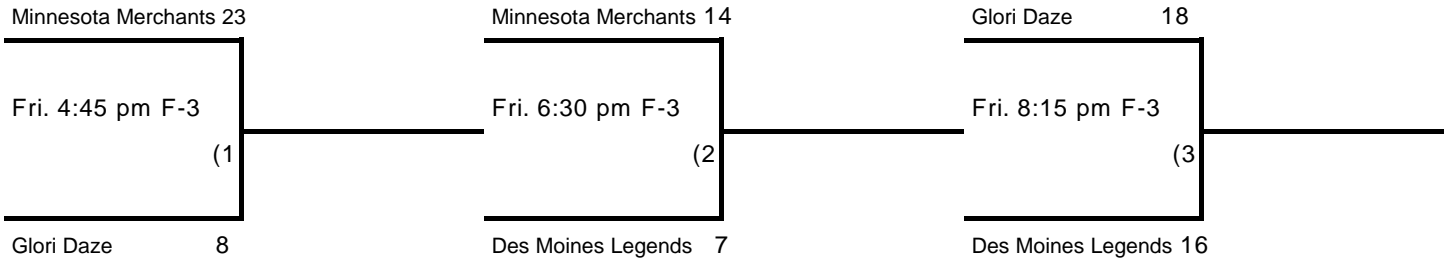 Minnesota Merchants 23
Minnesota Merchants 14
Glori Daze 18
Fri. 4:45 pm F-3
Fri. 6:30 pm F-3
Fri. 8:15 pm F-3
(1
(2
(3
Glori Daze 8
Des Moines Legends 7
Des Moines Legends 16